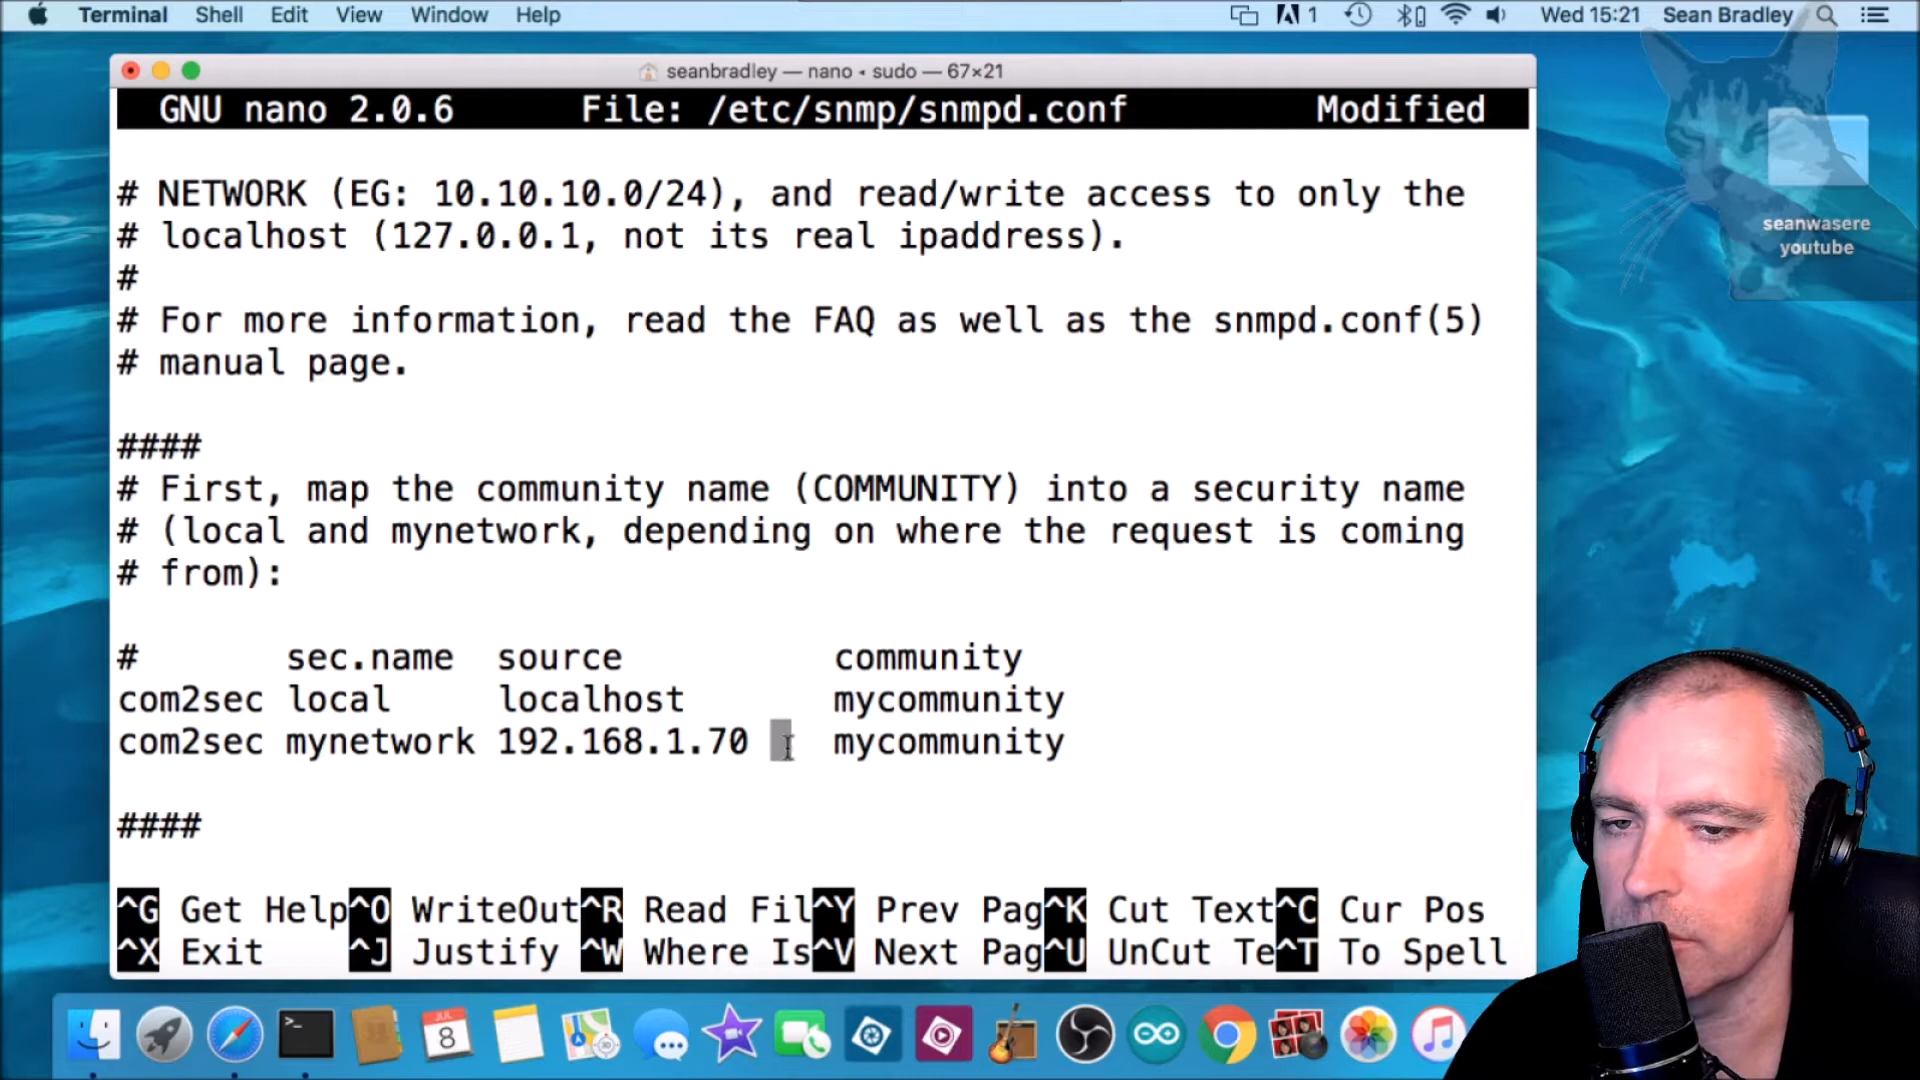 Terminal Shell Edit View Window Help 1 Wed 15:21 Sean Bradley
seanbradley — nano ◂ sudo — 67×21
GNU nano 2.0.6 File: /etc/snmp/snmpd.conf Modified
# NETWORK (EG: 10.10.10.0/24), and read/write access to only the
# localhost (127.0.0.1, not its real ipaddress).
#
# For more information, read the FAQ as well as the snmpd.conf(5)
# manual page.
####
# First, map the community name (COMMUNITY) into a security name
# (local and mynetwork, depending on where the request is coming
# from):
# sec.name source community
com2sec local localhost mycommunity
com2sec mynetwork 192.168.1.70 mycommunity
####
^G Get Help^O WriteOut^R Read Fil^Y Prev Pag^K Cut Text^C Cur Pos
^X Exit ^J Justify ^W Where Is^V Next Pag^U UnCut Te^T To Spell
seanwasere
youtube
JUL
8